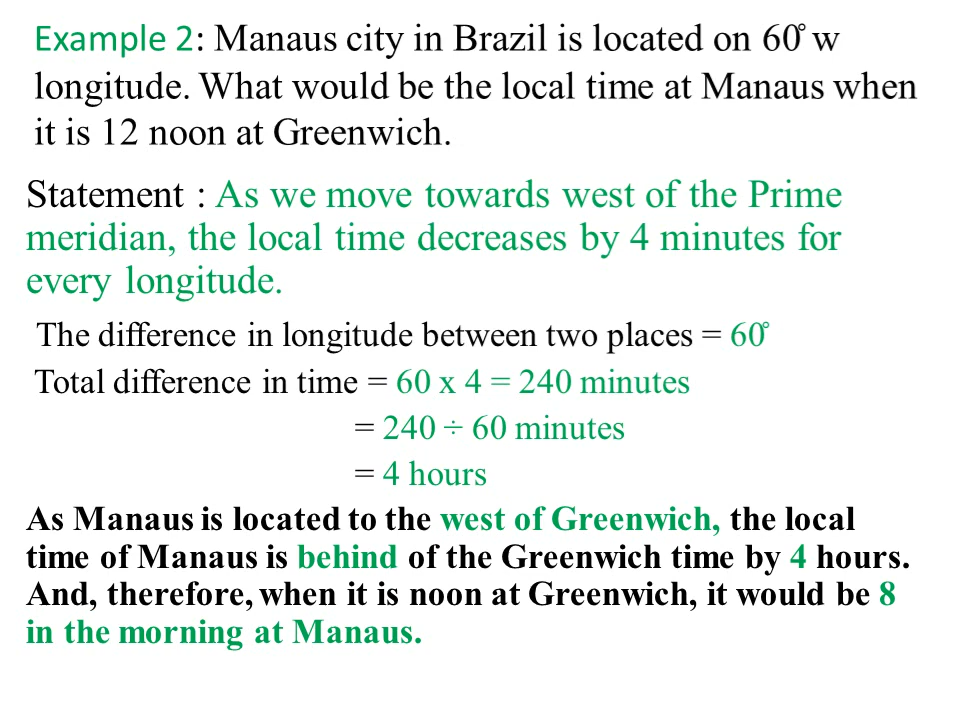 Example 2: Manaus city in Brazil is located on 60̊ w
longitude. What would be the local time at Manaus when
it is 12 noon at Greenwich.
Statement : As we move towards west of the Prime
meridian, the local time decreases by 4 minutes for
every longitude.
The difference in longitude between two places = 60̊
Total difference in time = 60 x 4 = 240 minutes
= 240 ÷ 60 minutes
= 4 hours
As Manaus is located to the west of Greenwich, the local
time of Manaus is behind of the Greenwich time by 4 hours.
And, therefore, when it is noon at Greenwich, it would be 8
in the morning at Manaus.